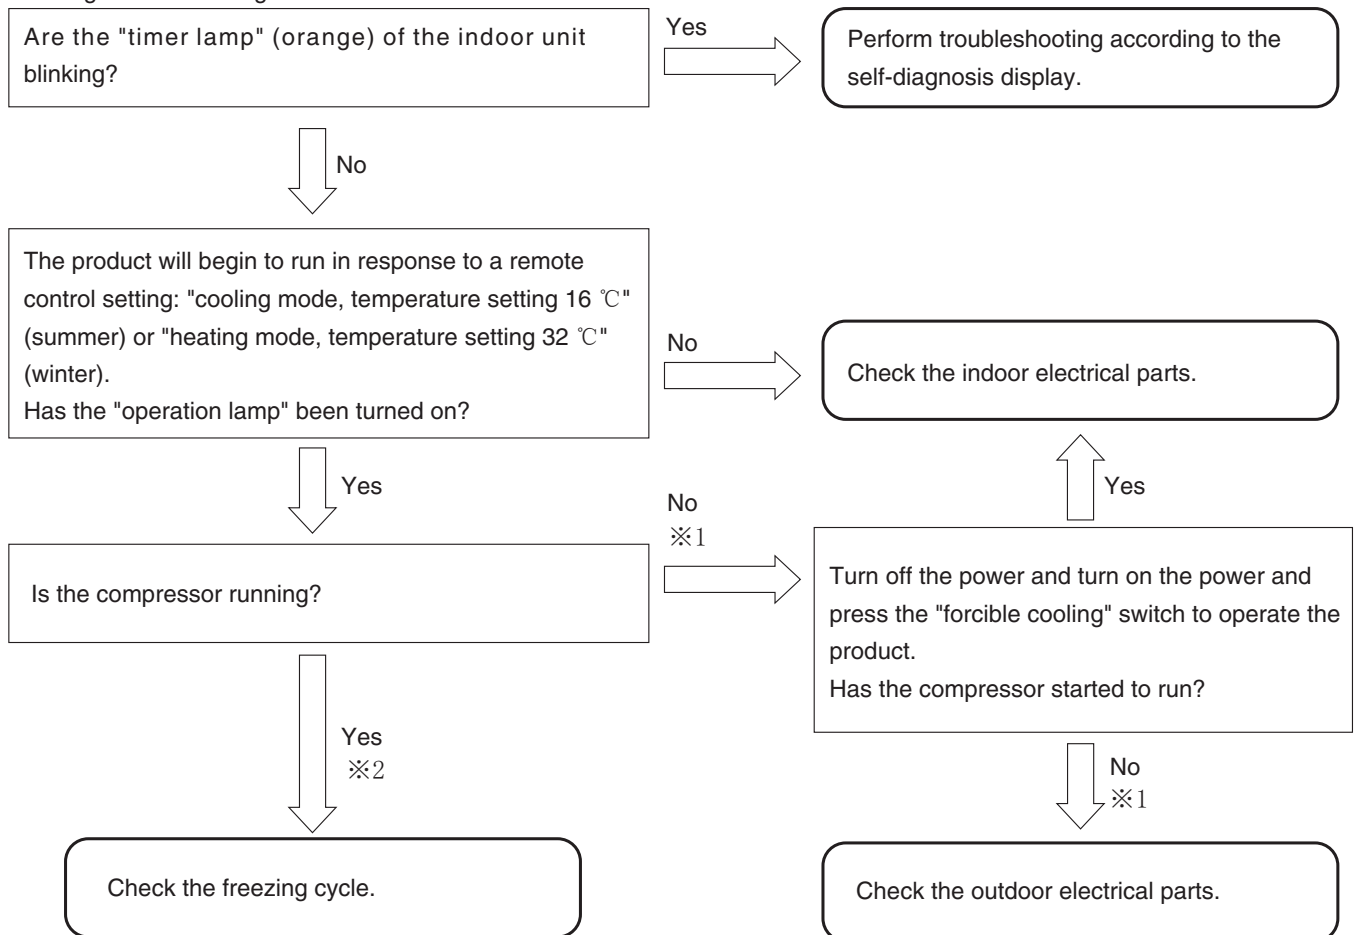 Are the "timer lamp" (orange) of the indoor unit
blinking?
Yes
Perform troubleshooting according to the
self-diagnosis display.
No
The product will begin to run in response to a remote
control setting: "cooling mode, temperature setting 16 ℃"
(summer) or "heating mode, temperature setting 32 ℃"
(winter).
Has the "operation lamp" been turned on?
No
Check the indoor electrical parts.
Yes
Yes
No
※1
Is the compressor running?
Turn off the power and turn on the power and
press the "forcible cooling" switch to operate the
product.
Has the compressor started to run?
Yes
※2
No
※1
Check the freezing cycle.
Check the outdoor electrical parts.